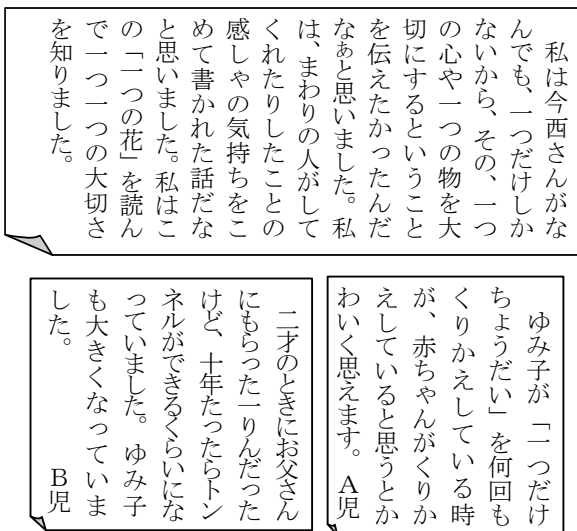 私は今西さんがな
んでも、一つだけしか
ないから、その、一つ
の心や一つの物を大
切にするということ
を伝えたかったんだ
なぁと思いました。私
は、まわりの人がして
くれたりしたことの
感しゃの気持ちをこ
めて書かれた話だな
と思いました。私はこ
の「一つの花」を読ん
で一つ一つの大切さ
を知りました。
ゆみ子が「一つだけ
ちょうだい」を何回も
くりかえしている時
が、赤ちゃんがくりか
えしていると思うとか
わいく思えます。 A児
二才のときにお父さん
にもらった一りんだった
けど、十年たったらトン
ネルができるくらいにな
っていました。ゆみ子
も大きくなっていま
した。 B児